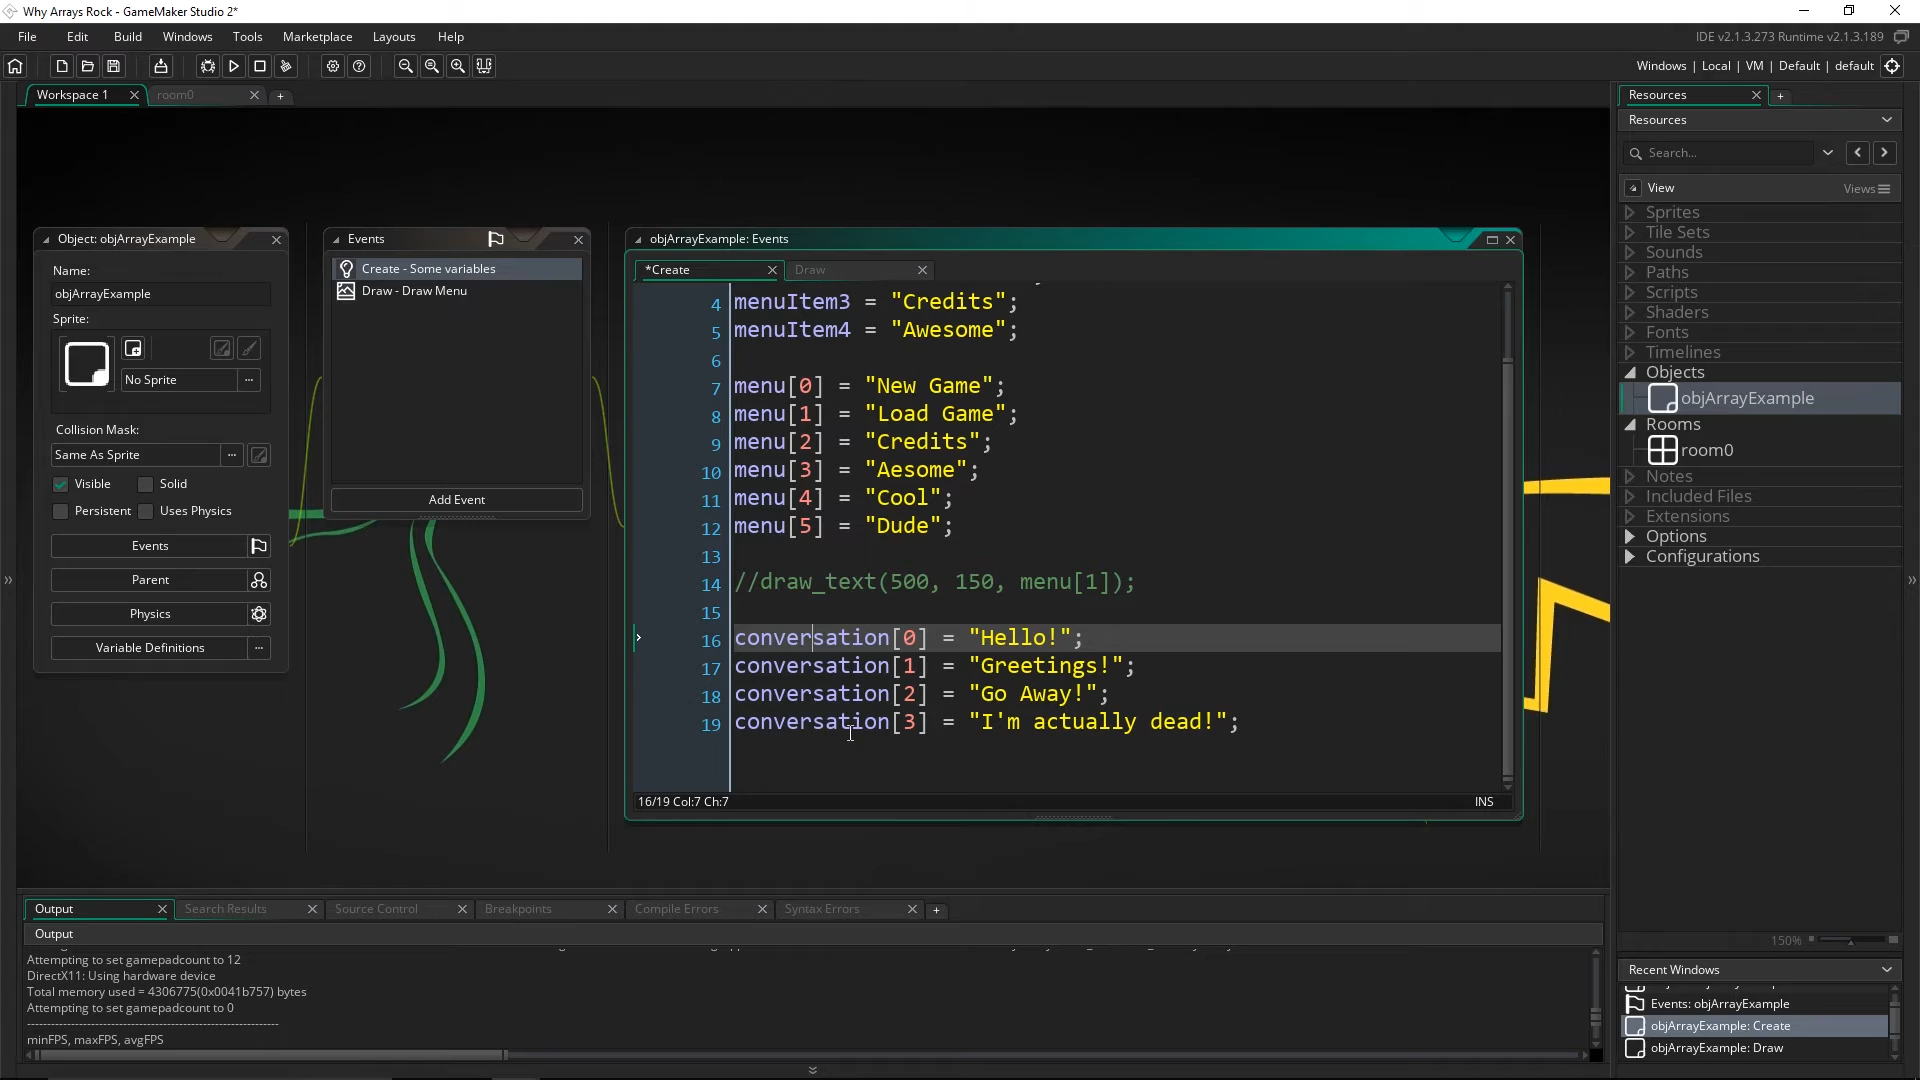 Why Arrays Rock - GameMaker Studio 2*
File Edit Build Windows Tools Marketplace Layouts Help
IDE v2.1.3.273 Runtime v2.1.3.189
Windows | Local | VM | Default | default
Workspace 1
room0
Resources
Resources
Search...
View
Views
Sprites
Tile Sets
Sounds
Paths
Scripts
Shaders
Fonts
Timelines
Objects
objArrayExample
Rooms
room0
Notes
Included Files
Extensions
Options
Configurations
150%
Recent Windows
Events: objArrayExample
objArrayExample: Create
objArrayExample: Draw
Object: objArrayExample
Name:
objArrayExample
Sprite:
No Sprite
...
Collision Mask:
Same As Sprite
...
Visible Solid
Persistent Uses Physics
Events
Parent
Physics
Variable Definitions
...
Events
Create - Some variables
Draw - Draw Menu
Add Event
objArrayExample: Events
*Create
Draw
4 menuItem3 = "Credits";
5 menuItem4 = "Awesome";
6
7 menu[0] = "New Game";
8 menu[1] = "Load Game";
9 menu[2] = "Credits";
10 menu[3] = "Aesome";
11 menu[4] = "Cool";
12 menu[5] = "Dude";
13
14 //draw_text(500, 150, menu[1]);
15
16 conversation[0] = "Hello!";
17 conversation[1] = "Greetings!";
18 conversation[2] = "Go Away!";
19 conversation[3] = "I'm actually dead!";
16/19 Col:7 Ch:7
INS
Output Search Results Source Control Breakpoints Compile Errors Syntax Errors
Output
Attempting to set gamepadcount to 12
DirectX11: Using hardware device
Total memory used = 4306775(0x0041b757) bytes
Attempting to set gamepadcount to 0
minFPS, maxFPS, avgFPS